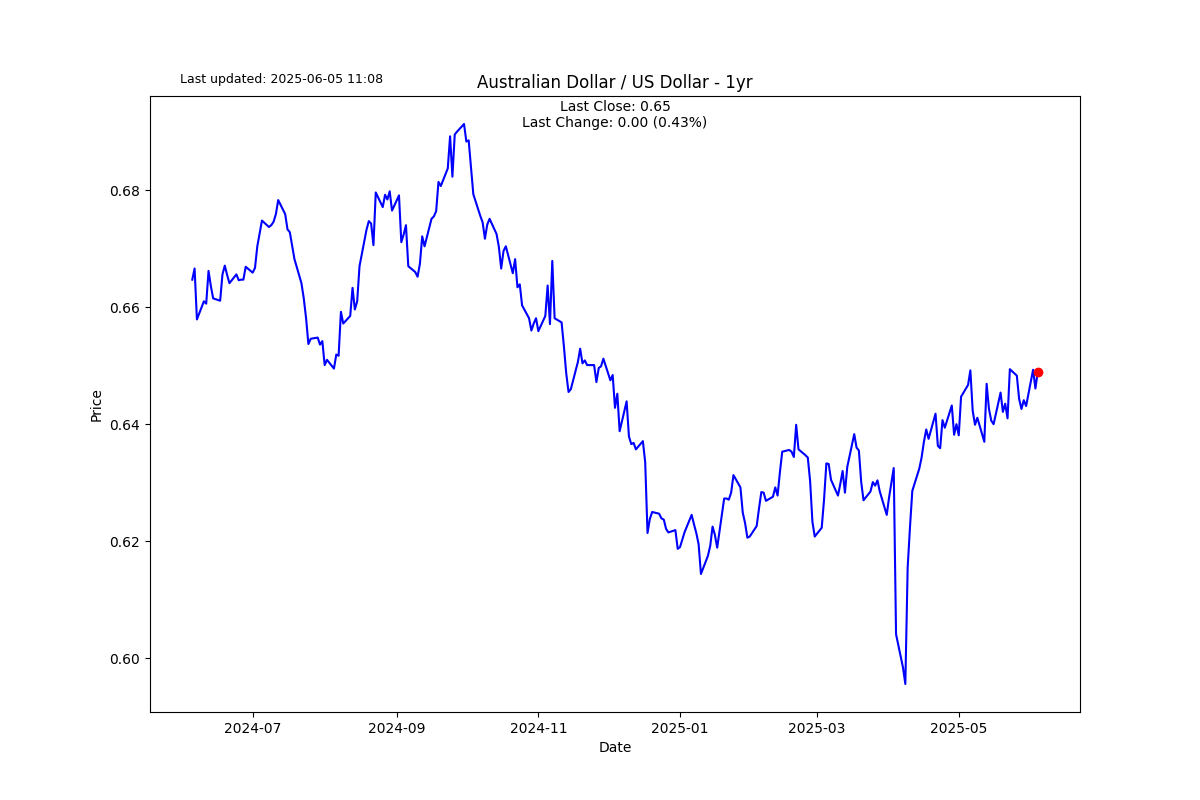 Last updated: 2025-06-05 11:08
Australian Dollar / US Dollar - 1yr
Last Close: 0.65
Last Change: 0.00 (0.43%)
Price
0.68
0.66
0.64
0.62
0.60
2024-07
2024-09
2024-11
2025-01
2025-03
2025-05
Date